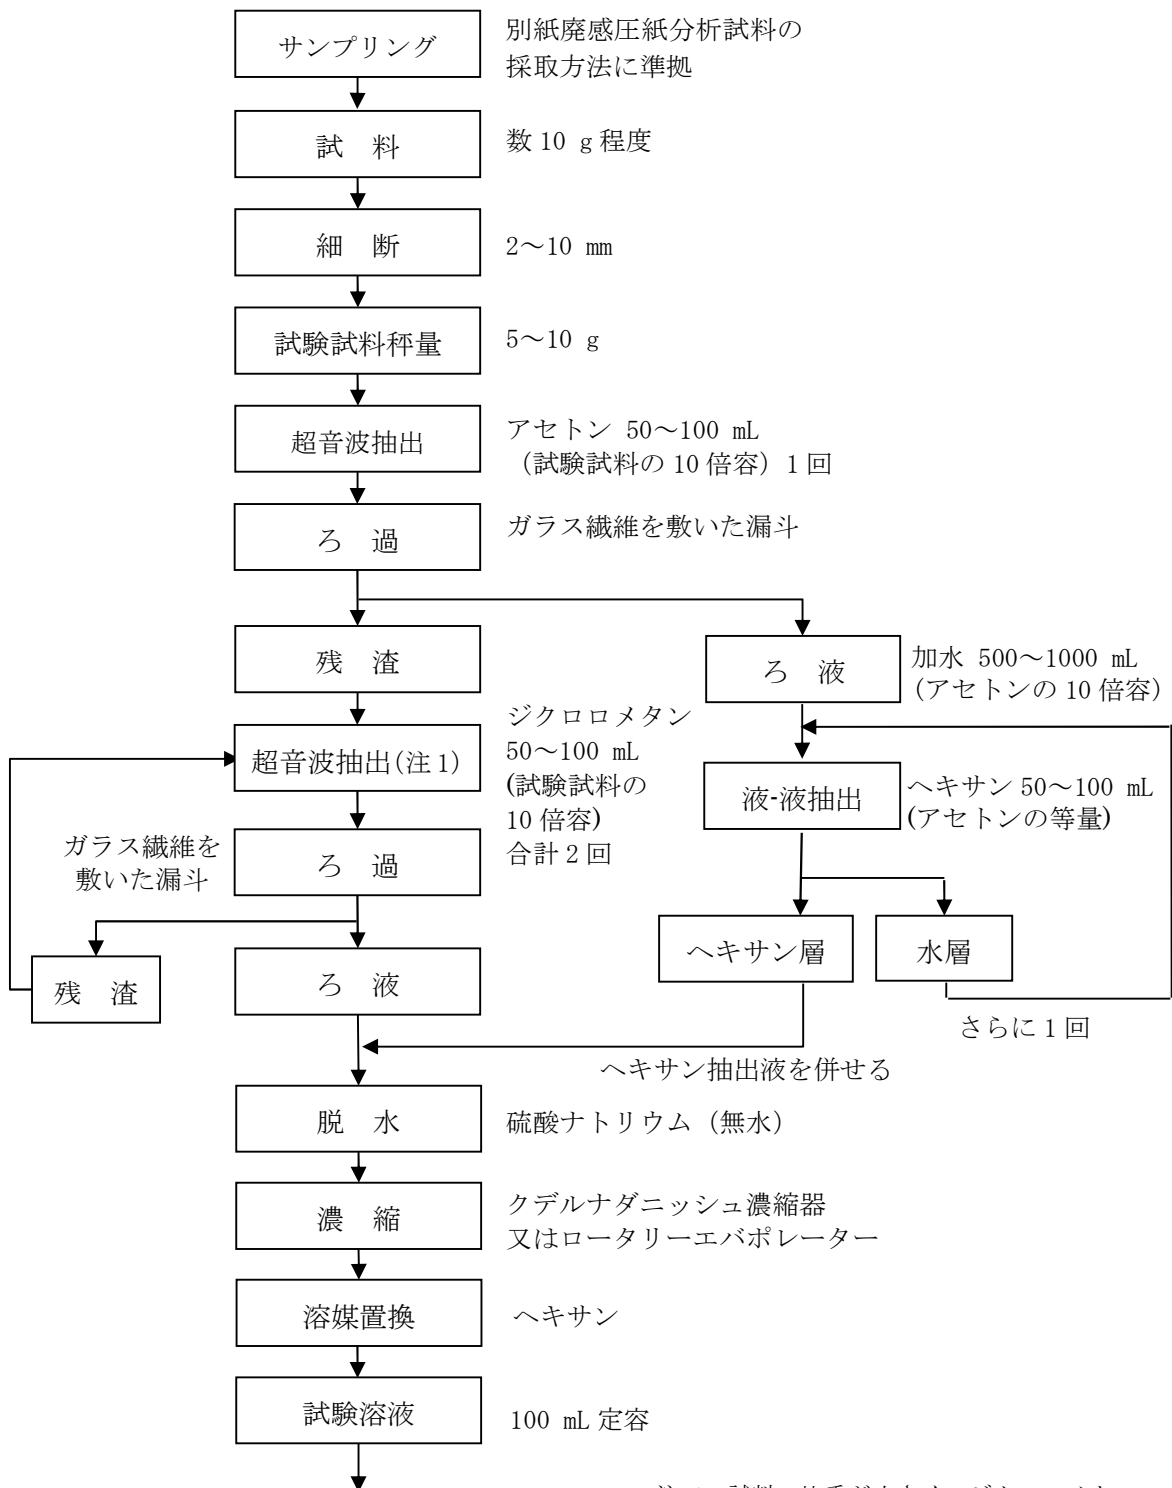 サンプリング
別紙廃感圧紙分析試料の
採取方法に準拠
試 料
数 10 g 程度
細 断
2～10 mm
試験試料秤量
5～10 g
超音波抽出
アセトン 50～100 mL
（試験試料の 10 倍容）1 回
ろ 過
ガラス繊維を敷いた漏斗
残 渣
ろ 液
加水 500～1000 mL
（アセトンの 10 倍容）
超音波抽出(注 1)
ジクロロメタン
50～100 mL
(試験試料の
10 倍容)
合計 2 回
液-液抽出
ヘキサン 50～100 mL
(アセトンの等量)
ガラス繊維を
敷いた漏斗
ろ 過
残 渣
ろ 液
ヘキサン層
水層
さらに 1 回
ヘキサン抽出液を併せる
脱 水
硫酸ナトリウム（無水）
濃 縮
クデルナダニッシュ濃縮器
又はロータリーエバポレーター
溶媒置換
ヘキサン
試験溶液
100 mL 定容